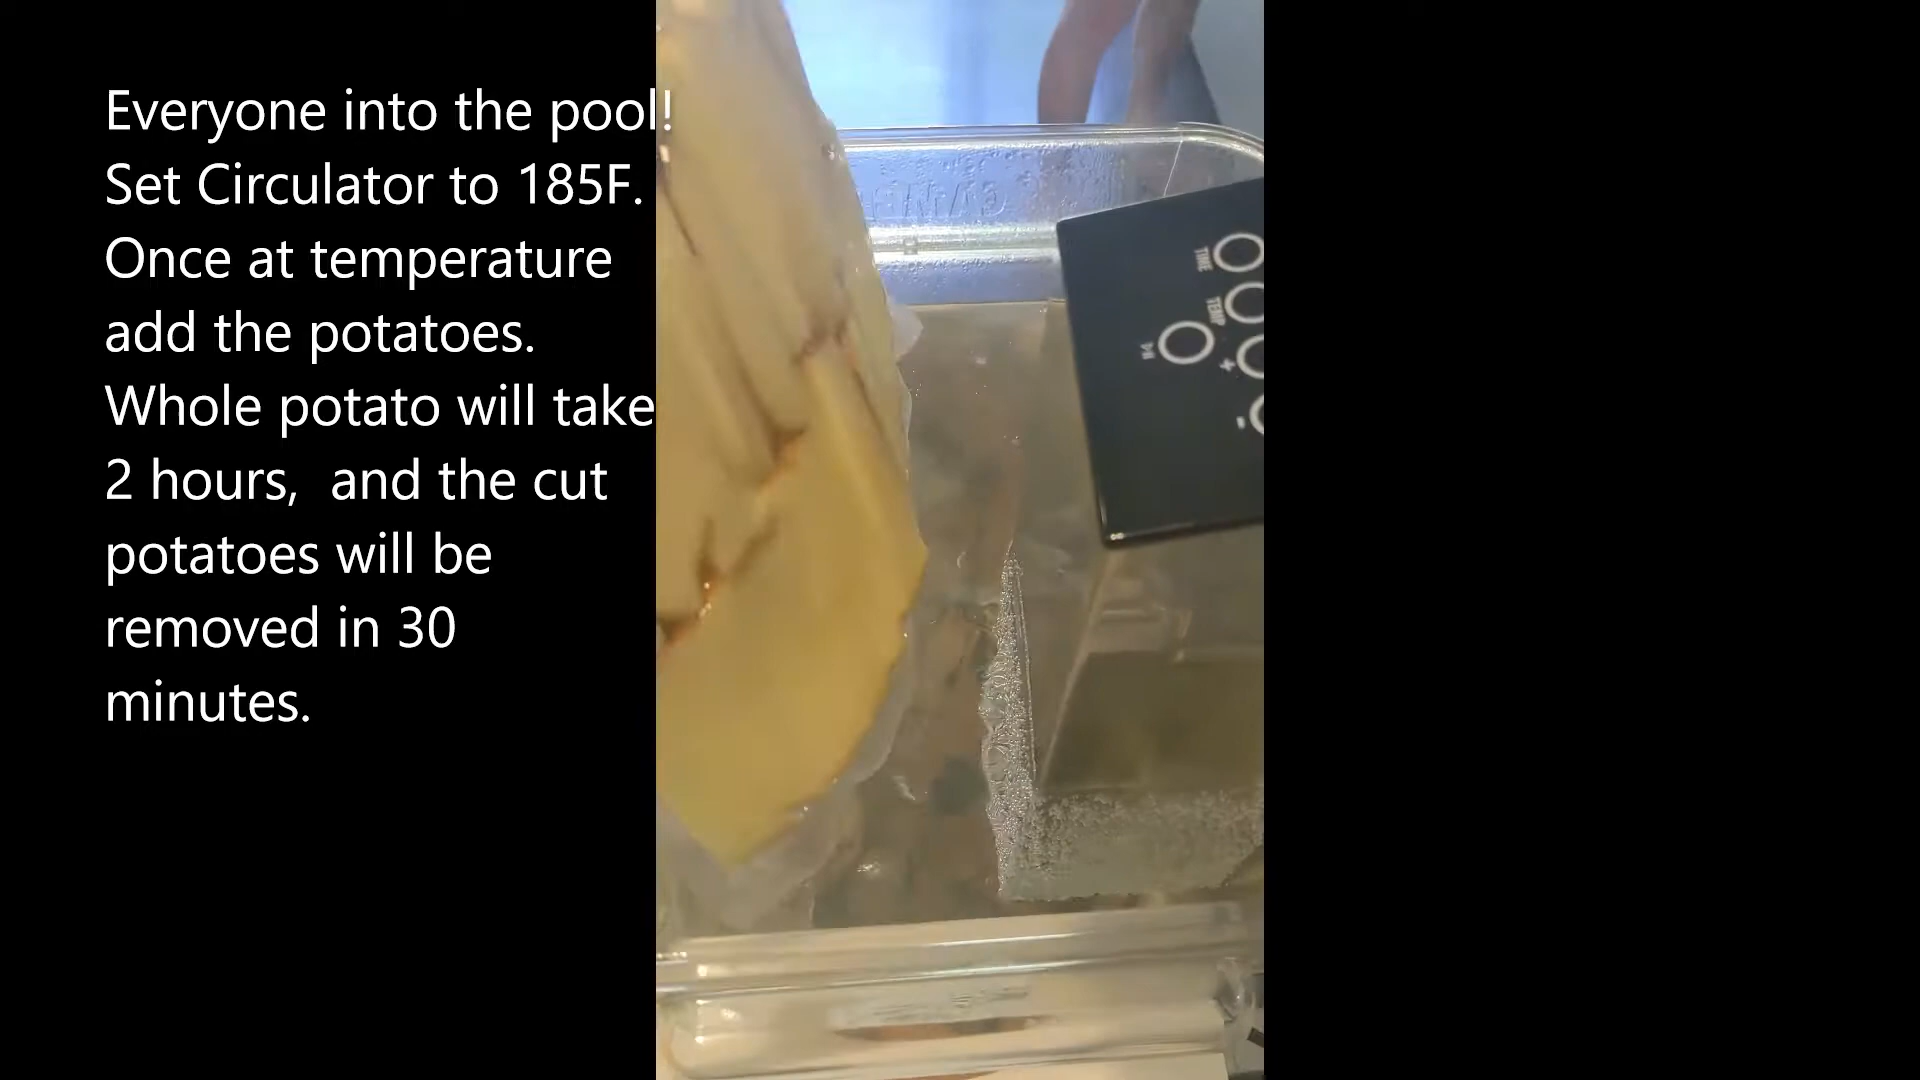 Everyone into the pool!
Set Circulator to 185F.
Once at temperature
add the potatoes.
Whole potato will take
2 hours,  and the cut
potatoes will be
removed in 30
minutes.
TIME
TEMP
+
-